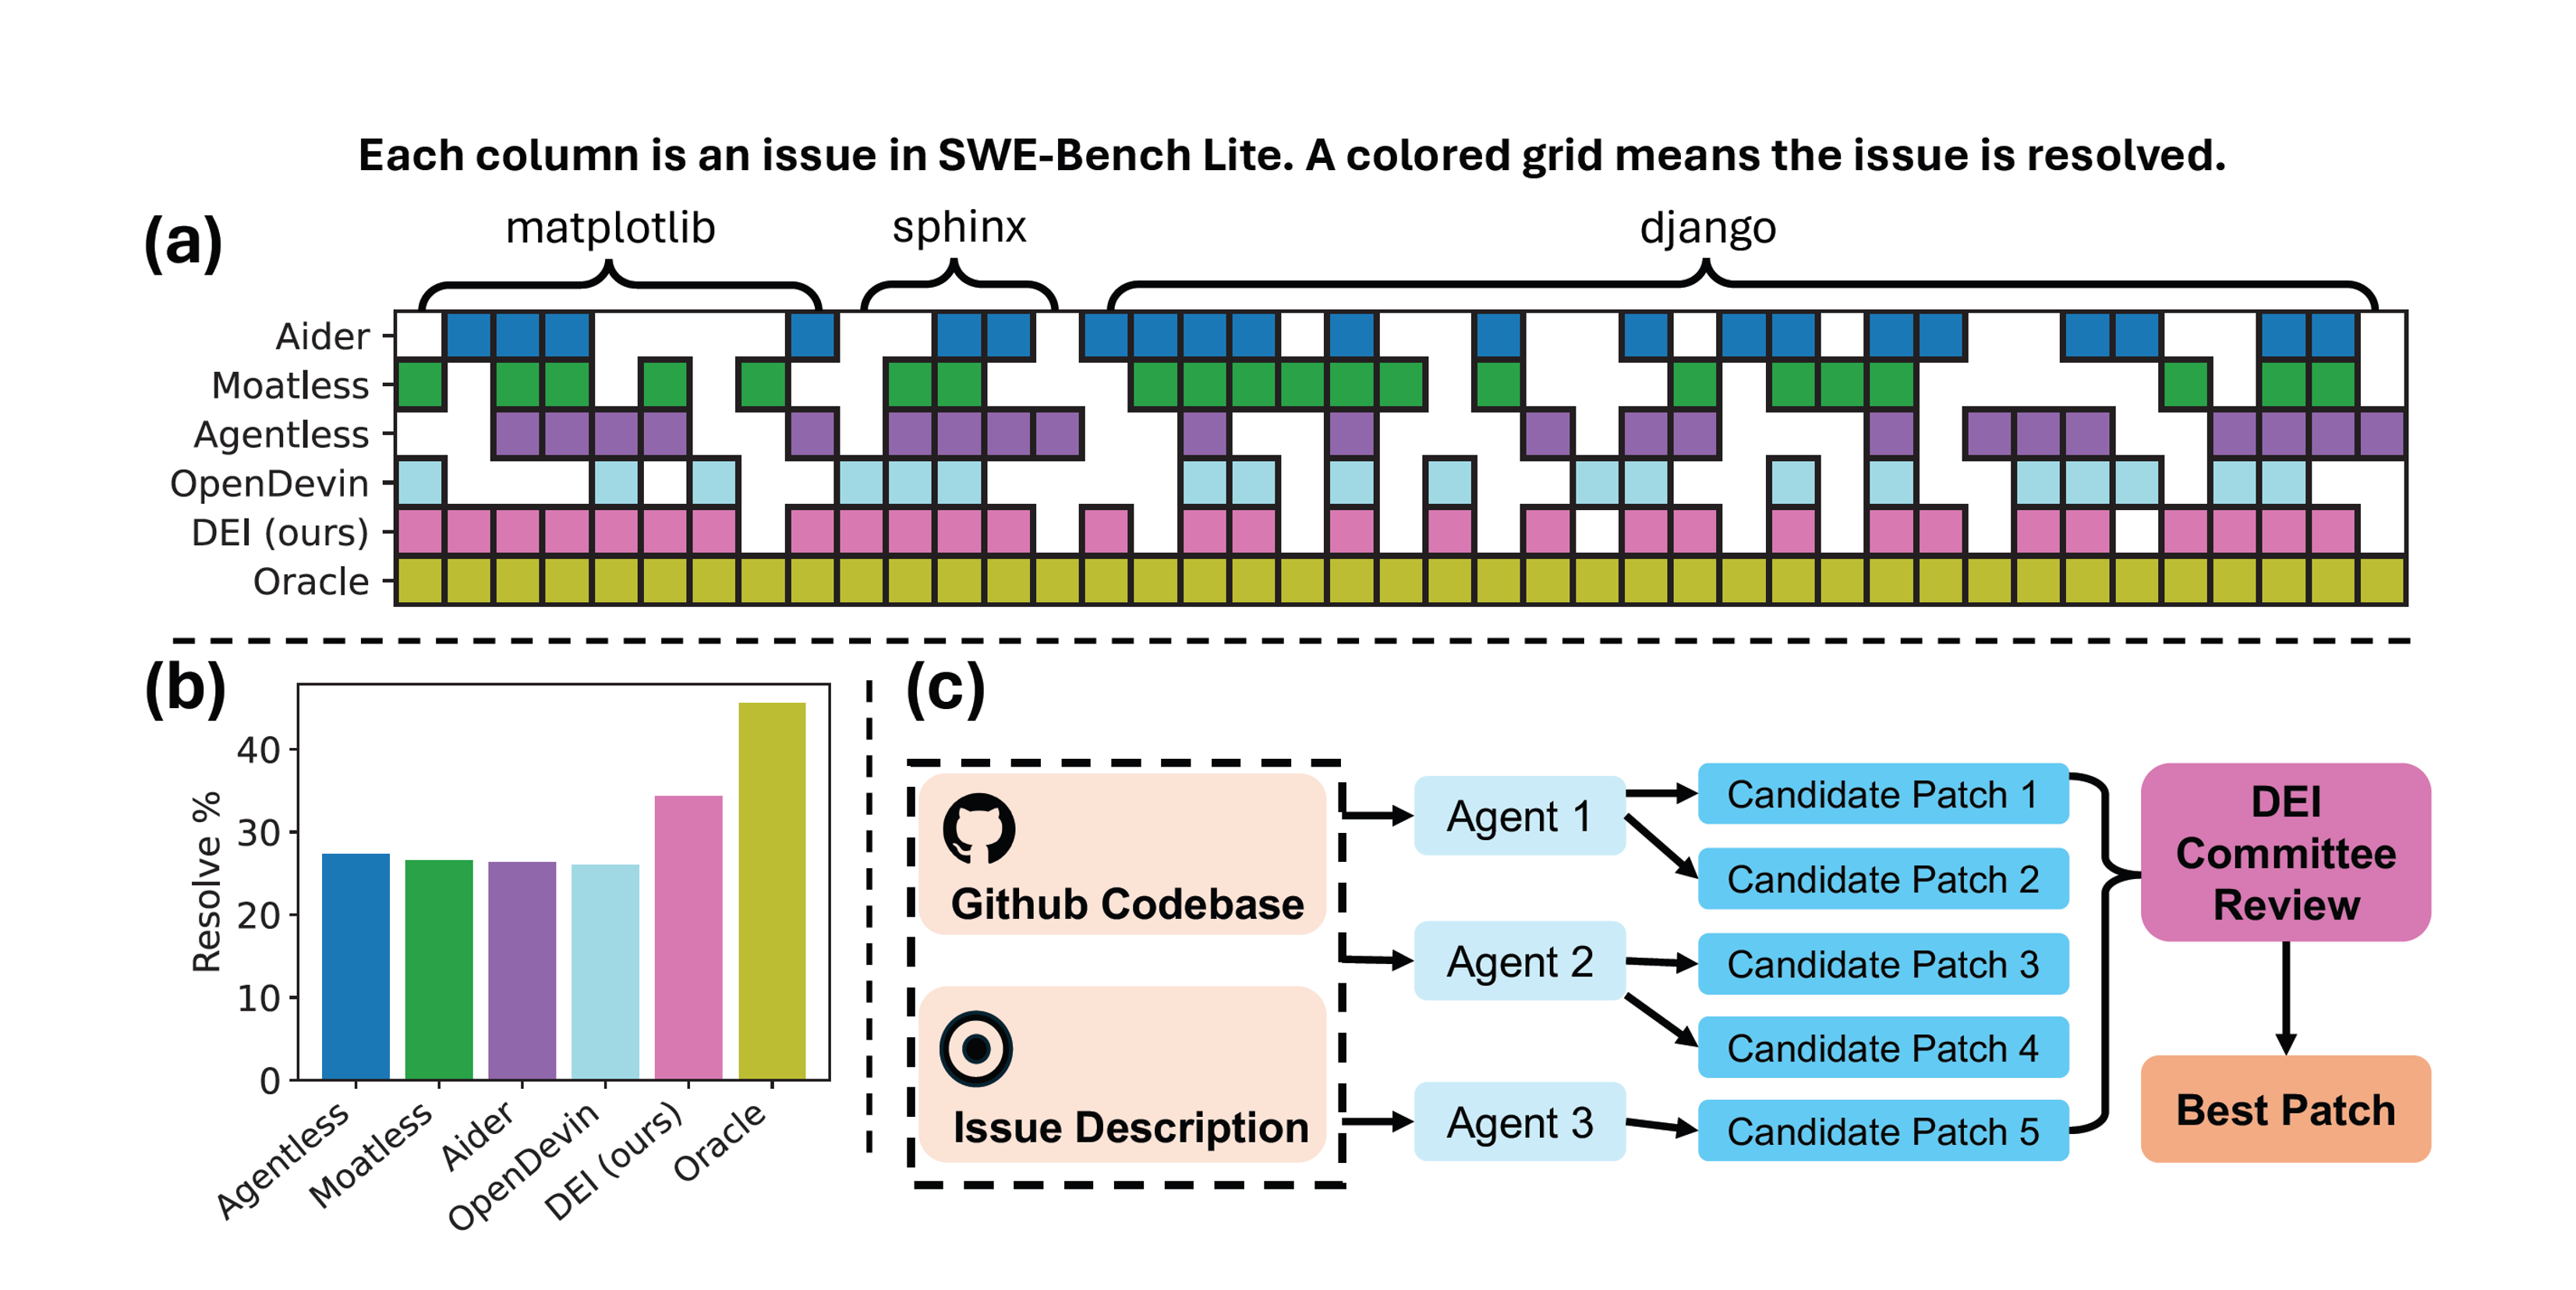 Each column is an issue in SWE-Bench Lite. A colored grid means the issue is resolved.
(a)
matplotlib
sphinx
django
Aider
Moatless
Agentless
OpenDevin
DEI (ours)
Oracle
(b)
Resolve %
40
30
20
10
0
Agentless
Moatless
Aider
OpenDevin
DEI (ours)
Oracle
(c)
Github Codebase
Issue Description
Agent 1
Agent 2
Agent 3
Candidate Patch 1
Candidate Patch 2
Candidate Patch 3
Candidate Patch 4
Candidate Patch 5
DEI
Committee
Review
Best Patch